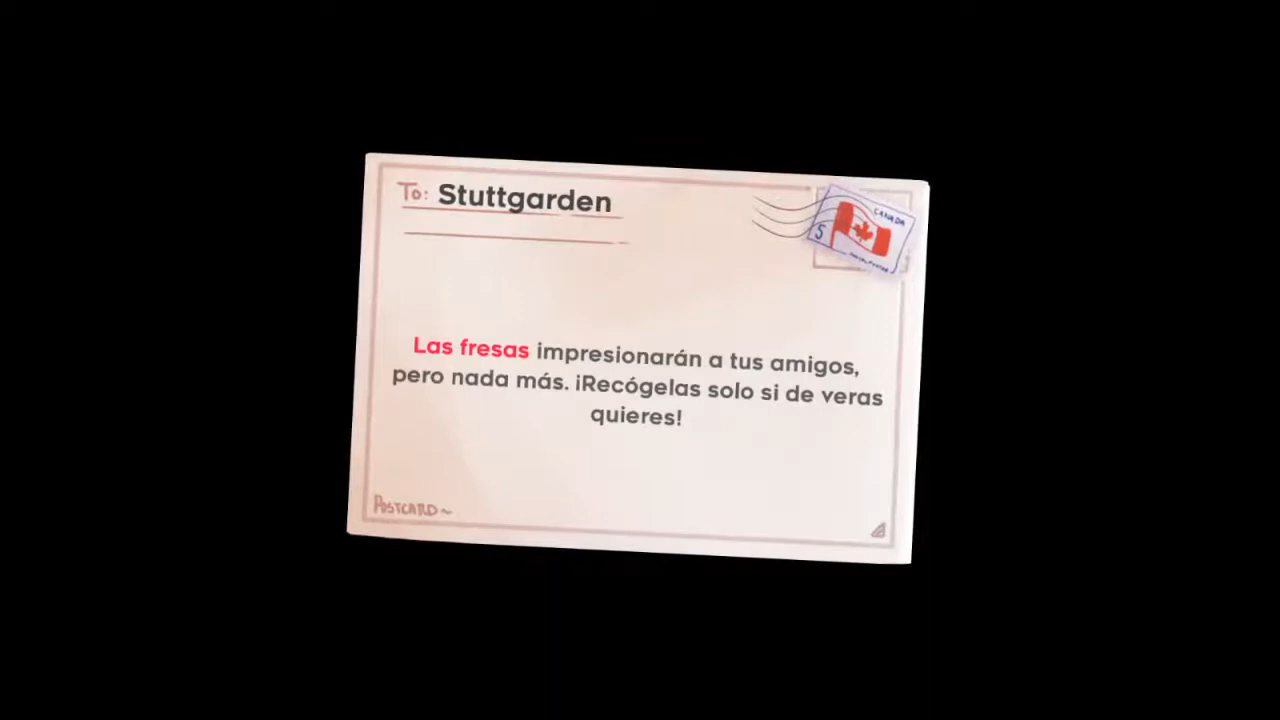 To: Stuttgarden
CANADA
5
Las fresas impresionarán a tus amigos,
pero nada más. ¡Recógelas solo si de veras
quieres!
POSTCARD~